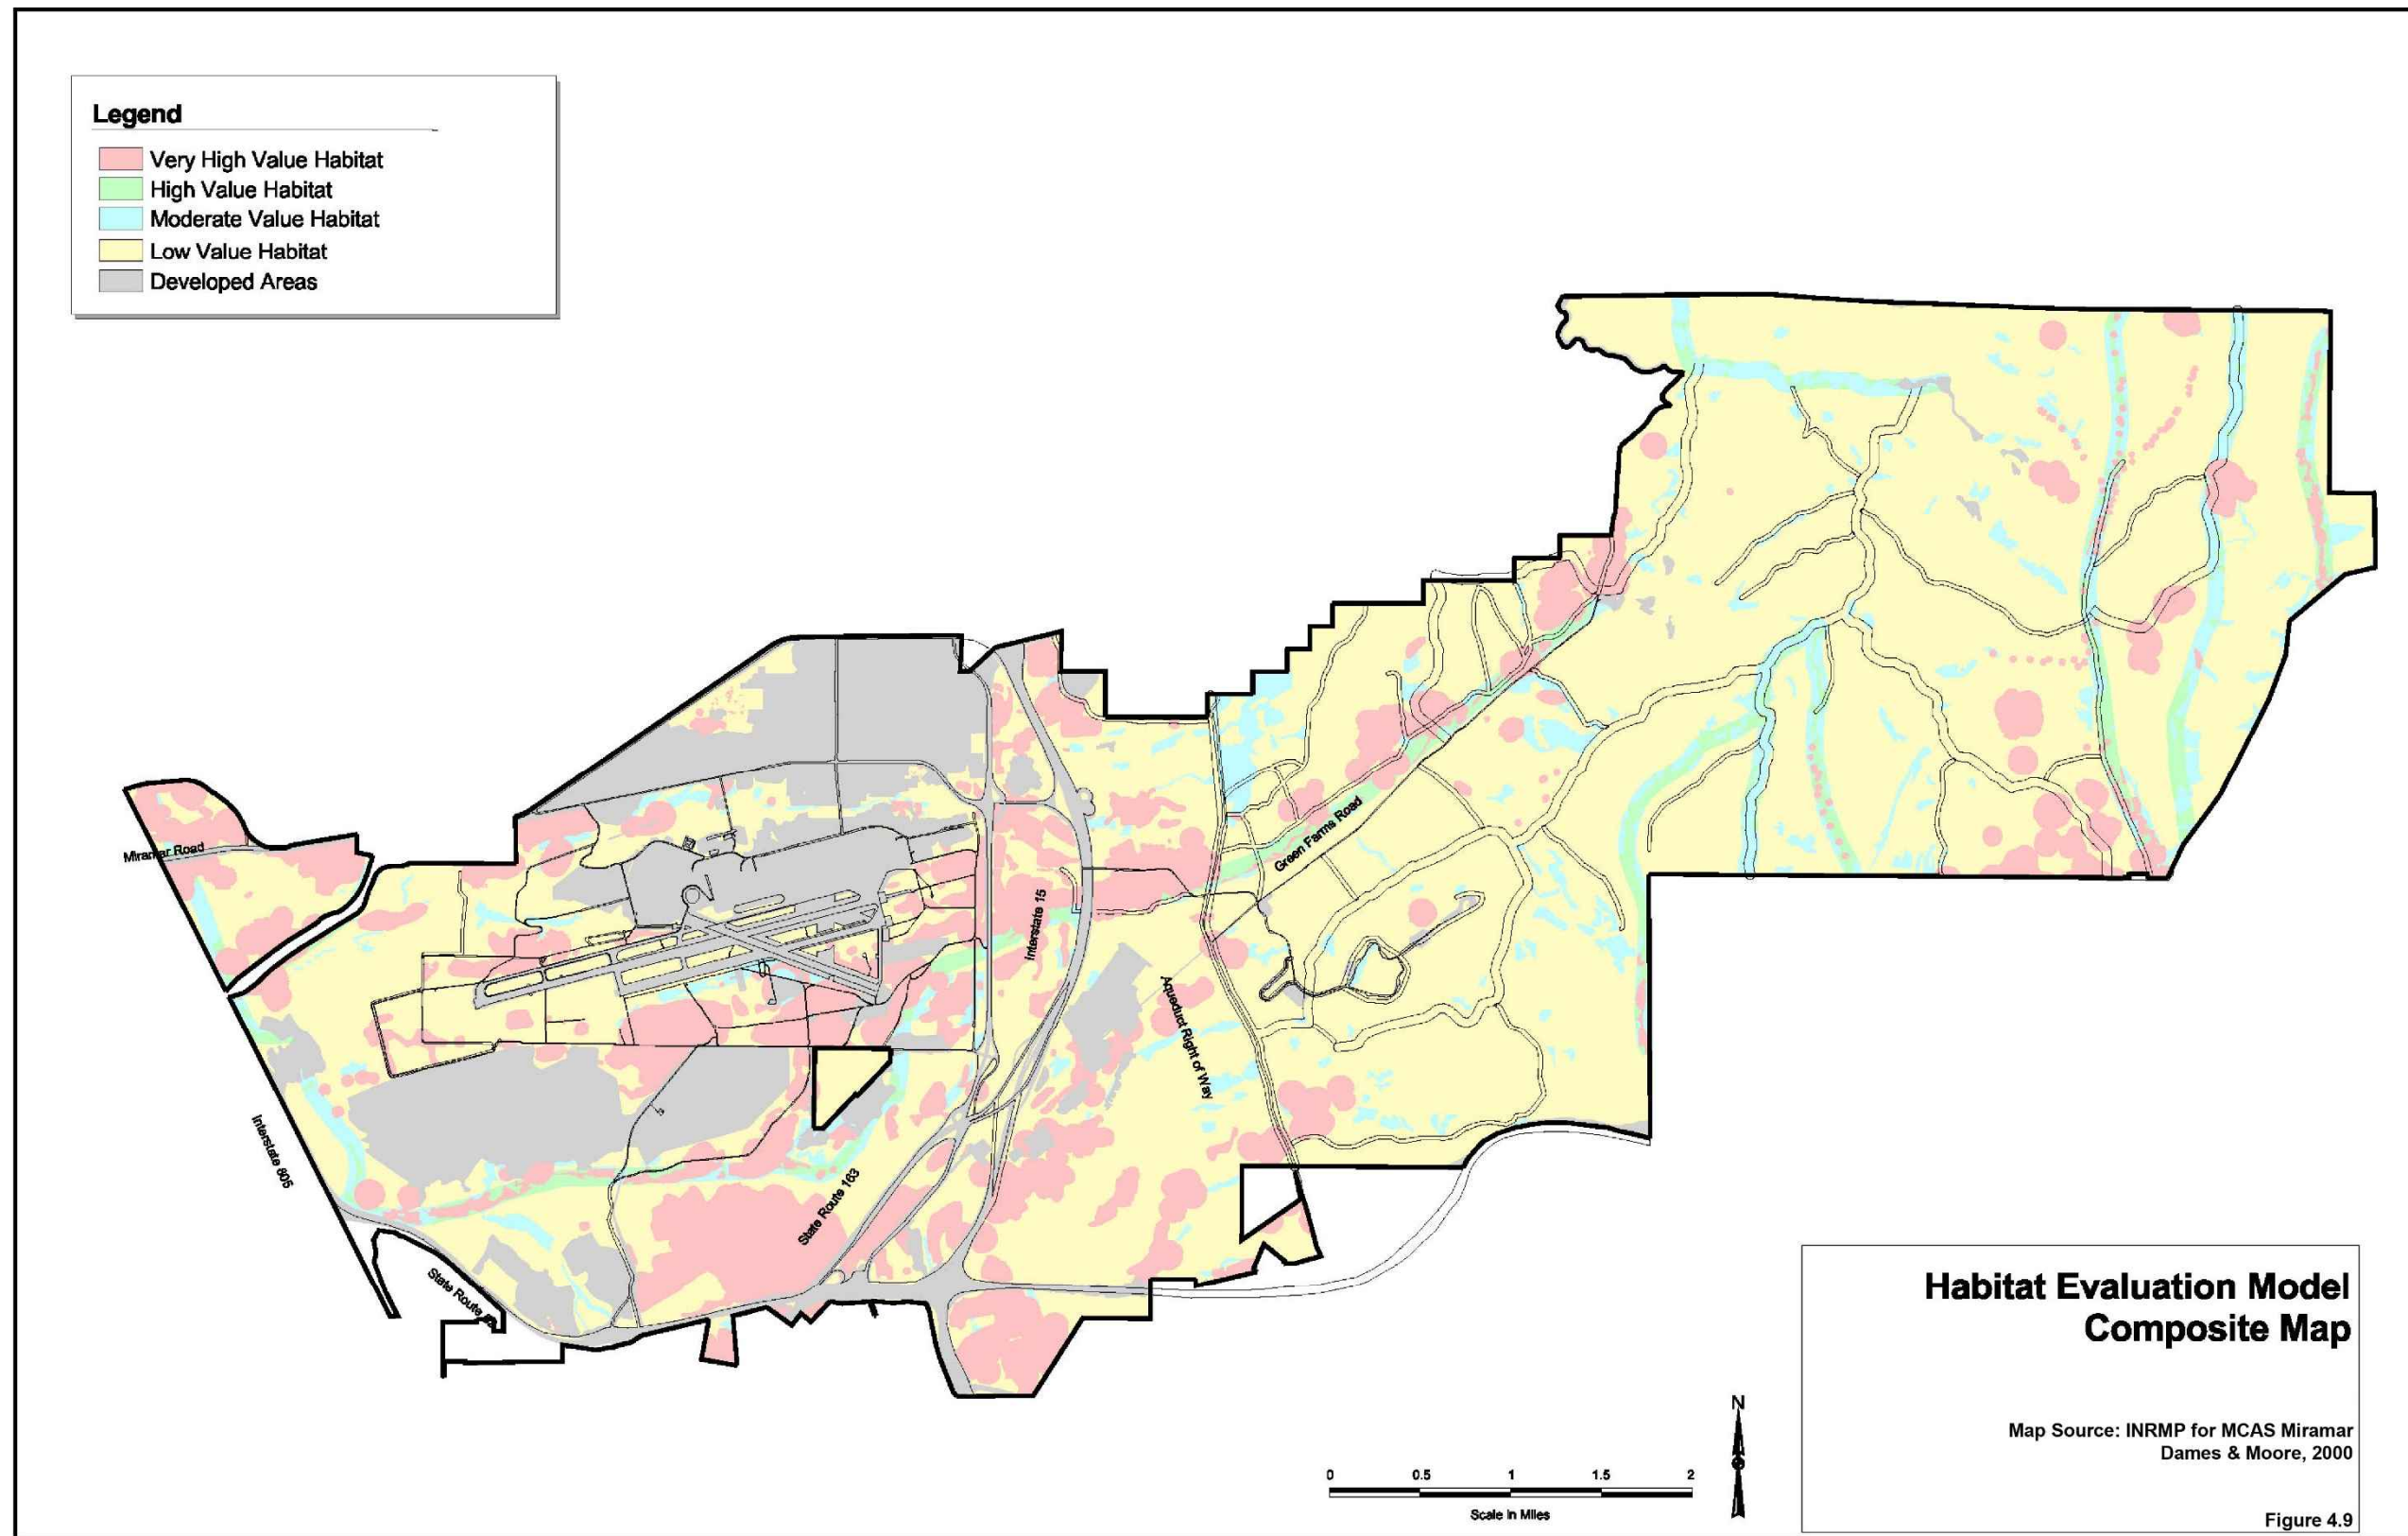 Legend
Very High Value Habitat
High Value Habitat
Moderate Value Habitat
Low Value Habitat
Developed Areas
Miramar Road
Interstate 15
Green Farms Road
Aqueduct Right of Way
Interstate 805
State Route 163
State Route
Habitat Evaluation Model
Composite Map
Map Source: INRMP for MCAS Miramar
Dames & Moore, 2000
Figure 4.9
N
0 0.5 1 1.5 2
Scale in Miles